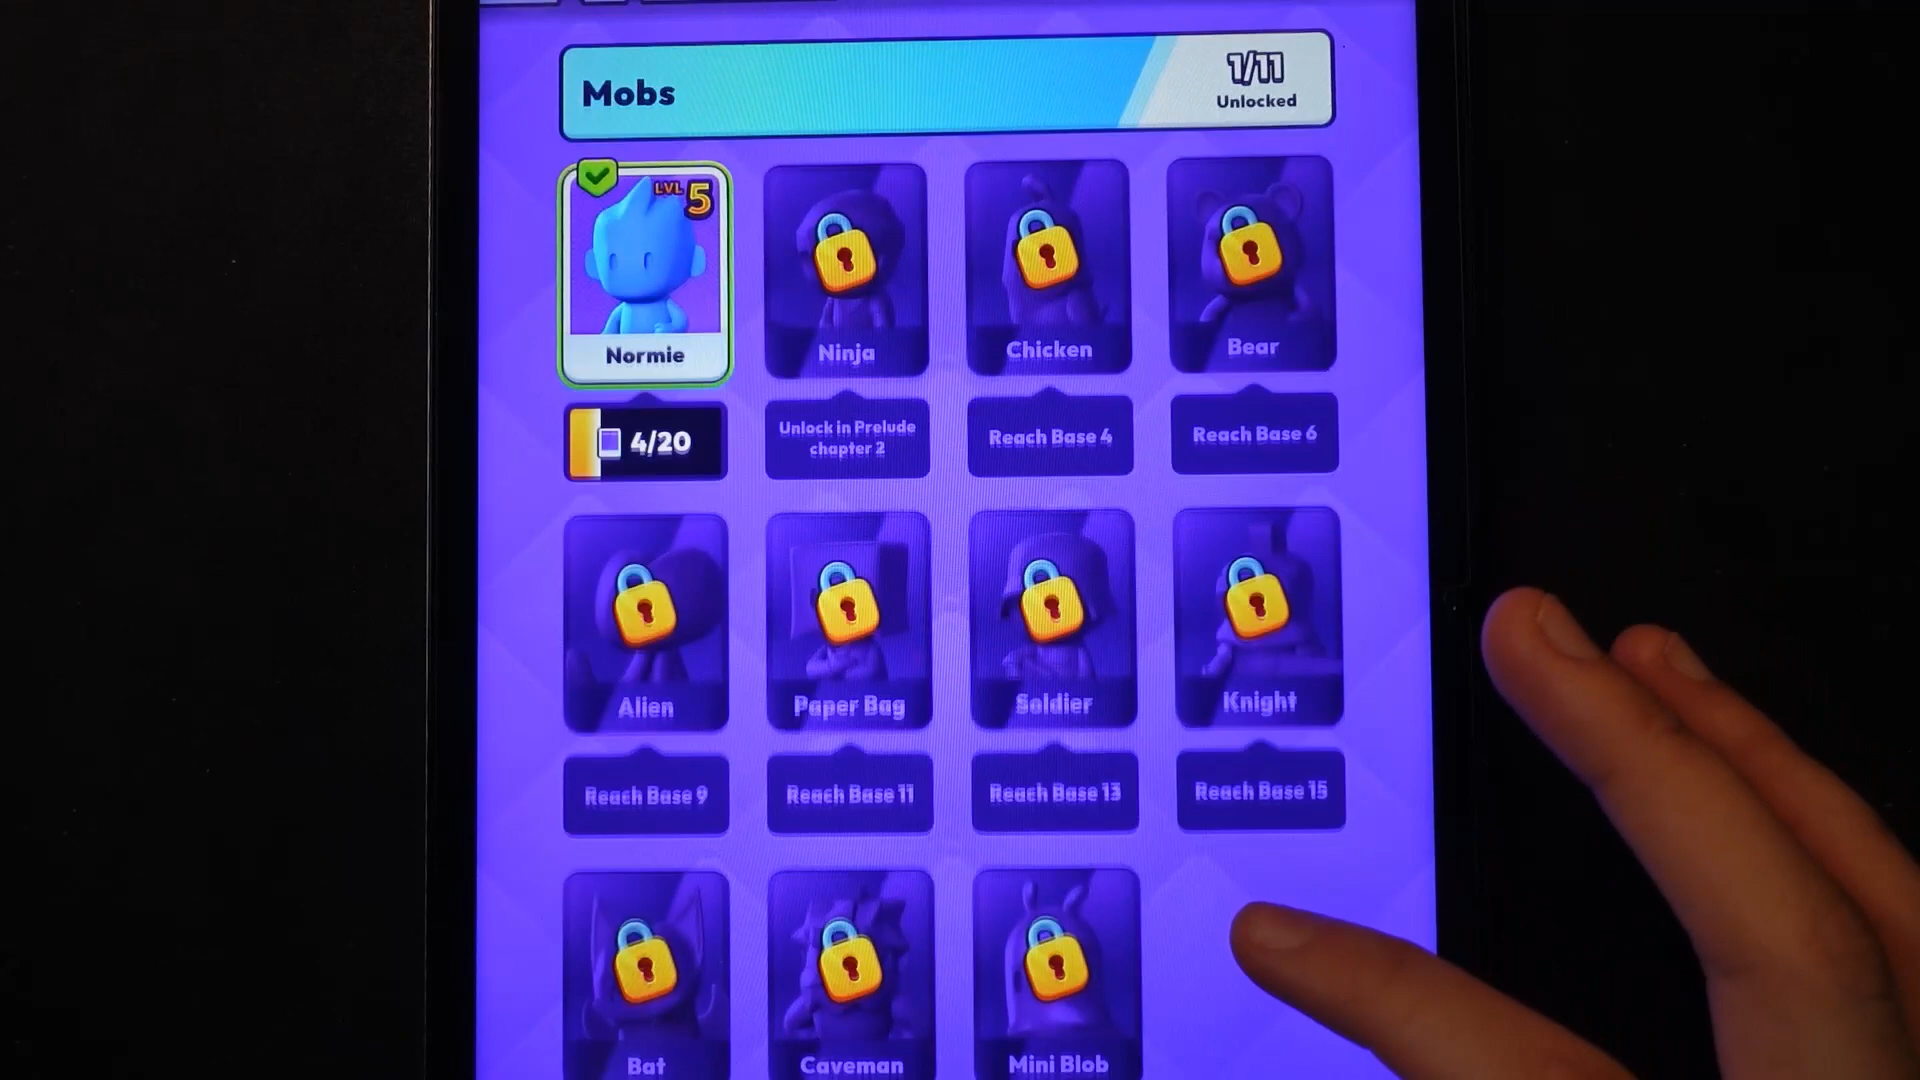 Mobs
1/11
Unlocked
LVL 5
Normie
Ninja
Chicken
Bear
4/20
Unlock in Prelude
chapter 2
Reach Base 4
Reach Base 6
Alien
Paper Bag
Soldier
Knight
Reach Base 9
Reach Base 11
Reach Base 13
Reach Base 15
Bat
Caveman
Mini Blob